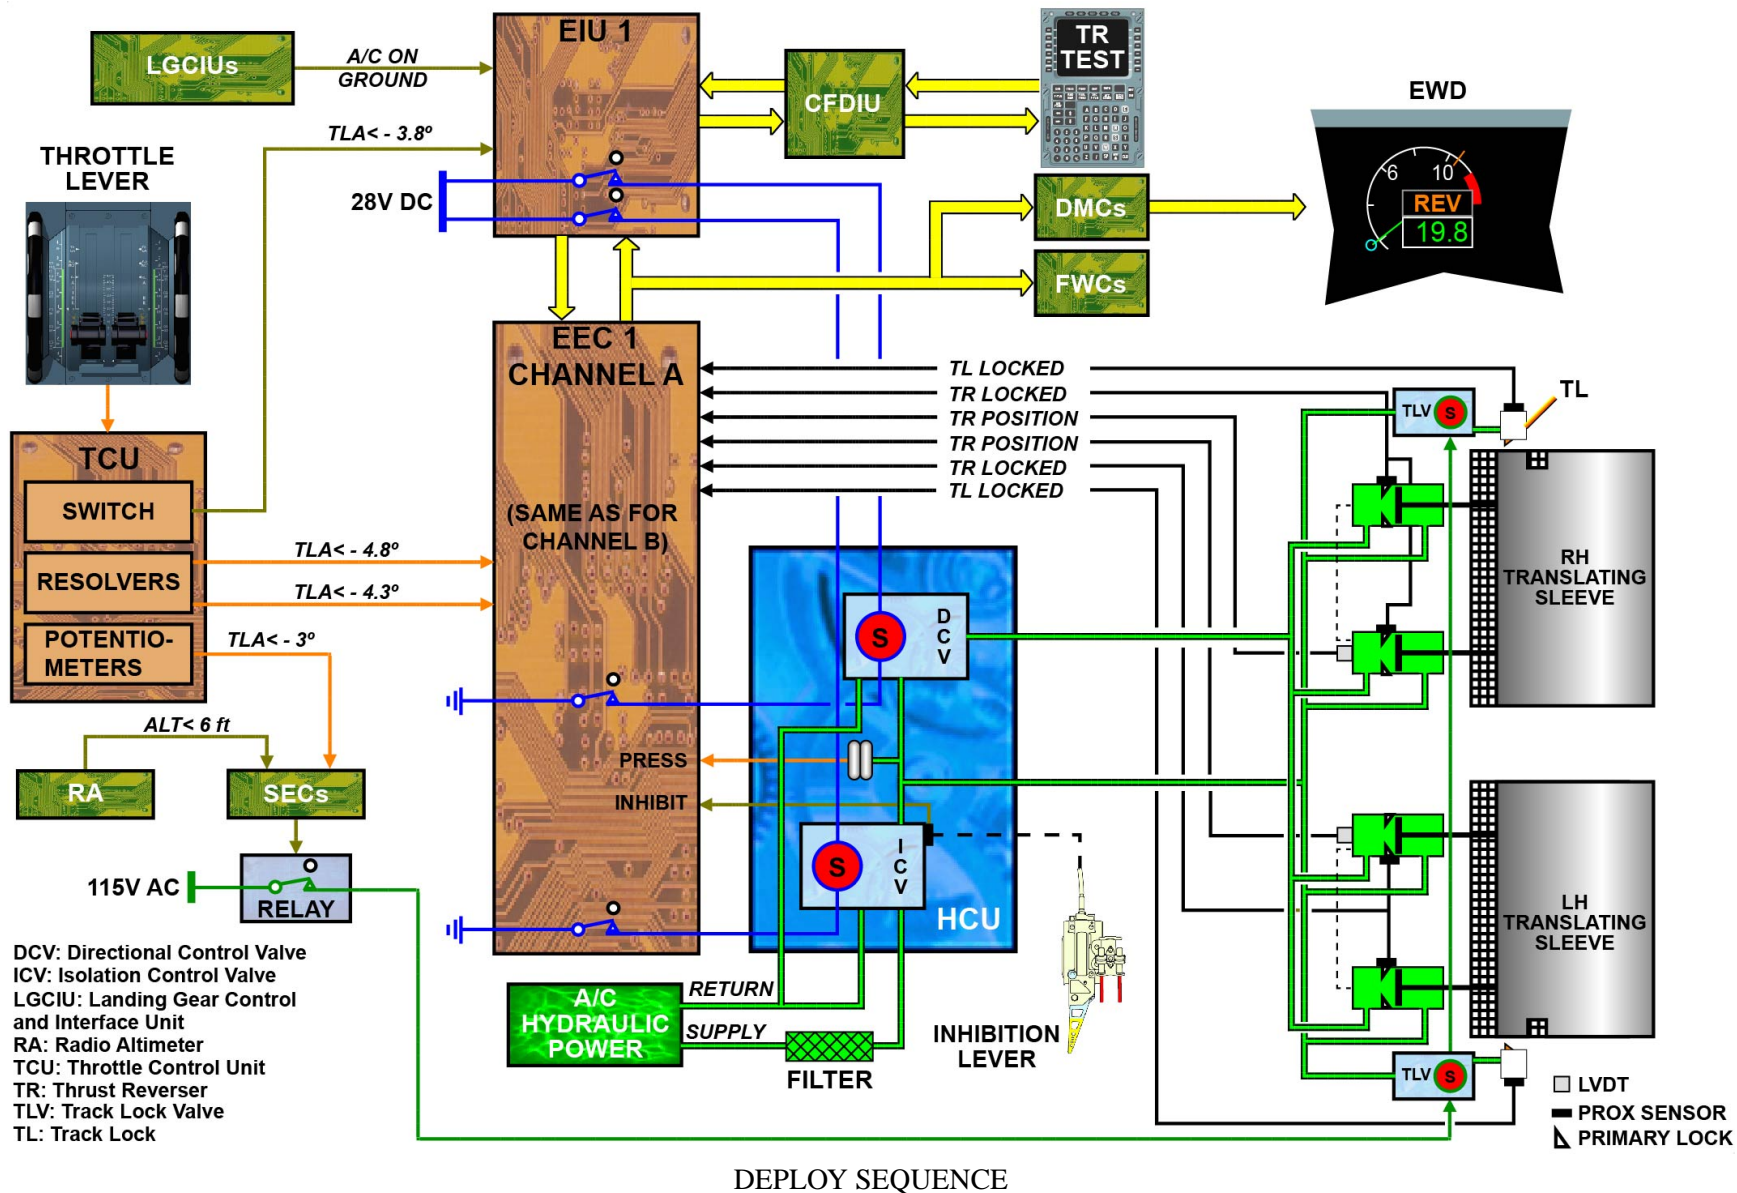 EIU 1
LGCIUs
A/C ON
GROUND
TLA< - 3.8º
28V DC
CFDIU
TR
TEST
EWD
6
10
REV
19.8
DMCs
FWCs
THROTTLE
LEVER
EEC 1
CHANNEL A
(SAME AS FOR
CHANNEL B)
TL LOCKED
TR LOCKED
TR POSITION
TR POSITION
TR LOCKED
TL LOCKED
TLV
S
TL
TCU
SWITCH
RESOLVERS
POTENTIO-
METERS
TLA< - 4.8º
TLA< - 4.3º
TLA< - 3º
ALT< 6 ft
RA
SECs
115V AC
RELAY
RH
TRANSLATING
SLEEVE
S
D
C
V
PRESS
INHIBIT
S
I
C
V
HCU
LH
TRANSLATING
SLEEVE
A/C
HYDRAULIC
POWER
RETURN
SUPPLY
FILTER
INHIBITION
LEVER
TLV
S
DCV: Directional Control Valve
ICV: Isolation Control Valve
LGCIU: Landing Gear Control
and Interface Unit
RA: Radio Altimeter
TCU: Throttle Control Unit
TR: Thrust Reverser
TLV: Track Lock Valve
TL: Track Lock
LVDT
PROX SENSOR
PRIMARY LOCK
DEPLOY SEQUENCE